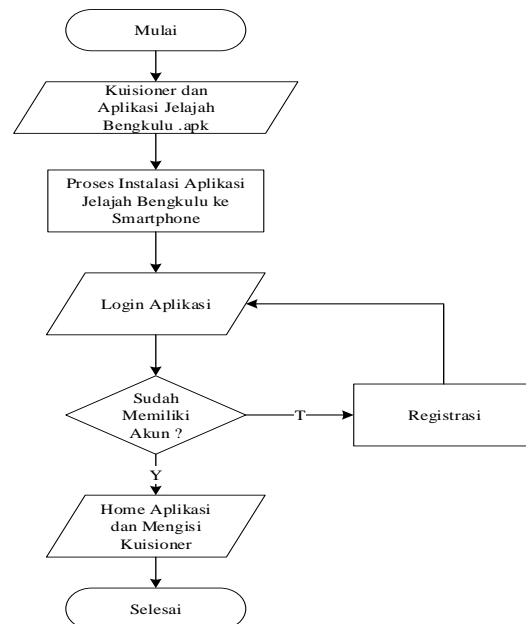 Mulai
Kuisioner dan
Aplikasi Jelajah
Bengkulu .apk
Proses Instalasi Aplikasi
Jelajah Bengkulu ke
Smartphone
Login Aplikasi
Sudah
Memiliki
Akun ?
T
Registrasi
Y
Home Aplikasi
dan Mengisi
Kuisioner
Selesai